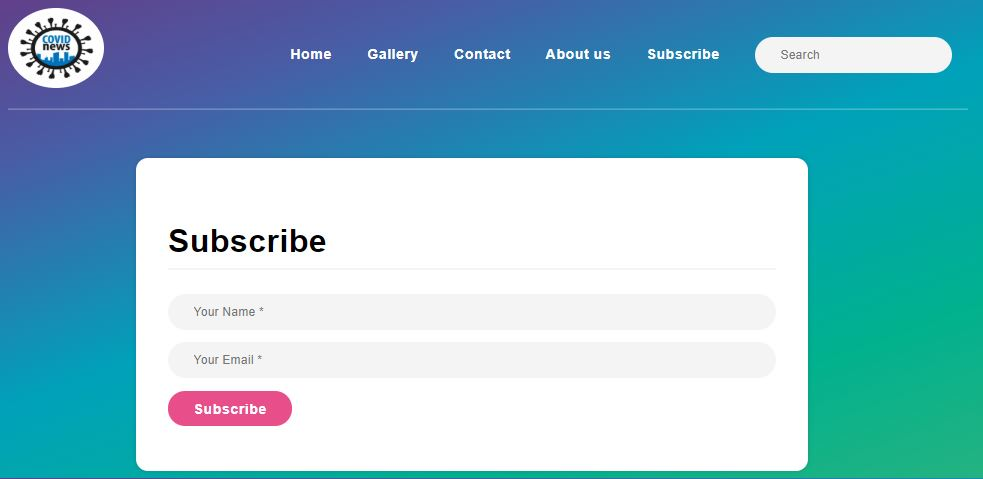 COVID
news
Home Gallery Contact About us Subscribe Search
Subscribe
Your Name *
Your Email *
Subscribe